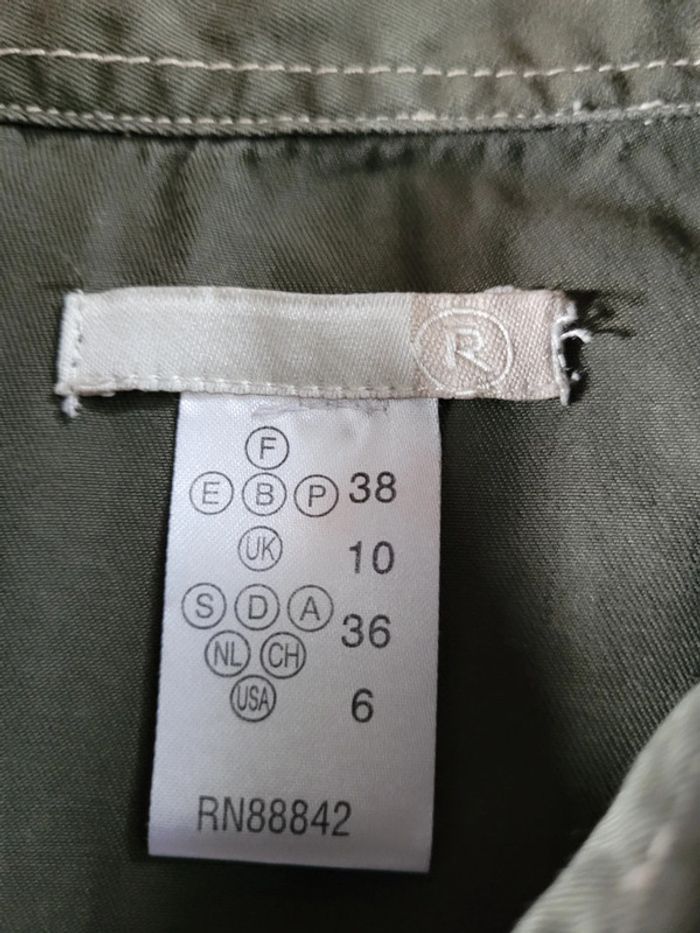 R
F
E B P 38
UK 10
S D A 36
NL CH
USA 6
RN88842